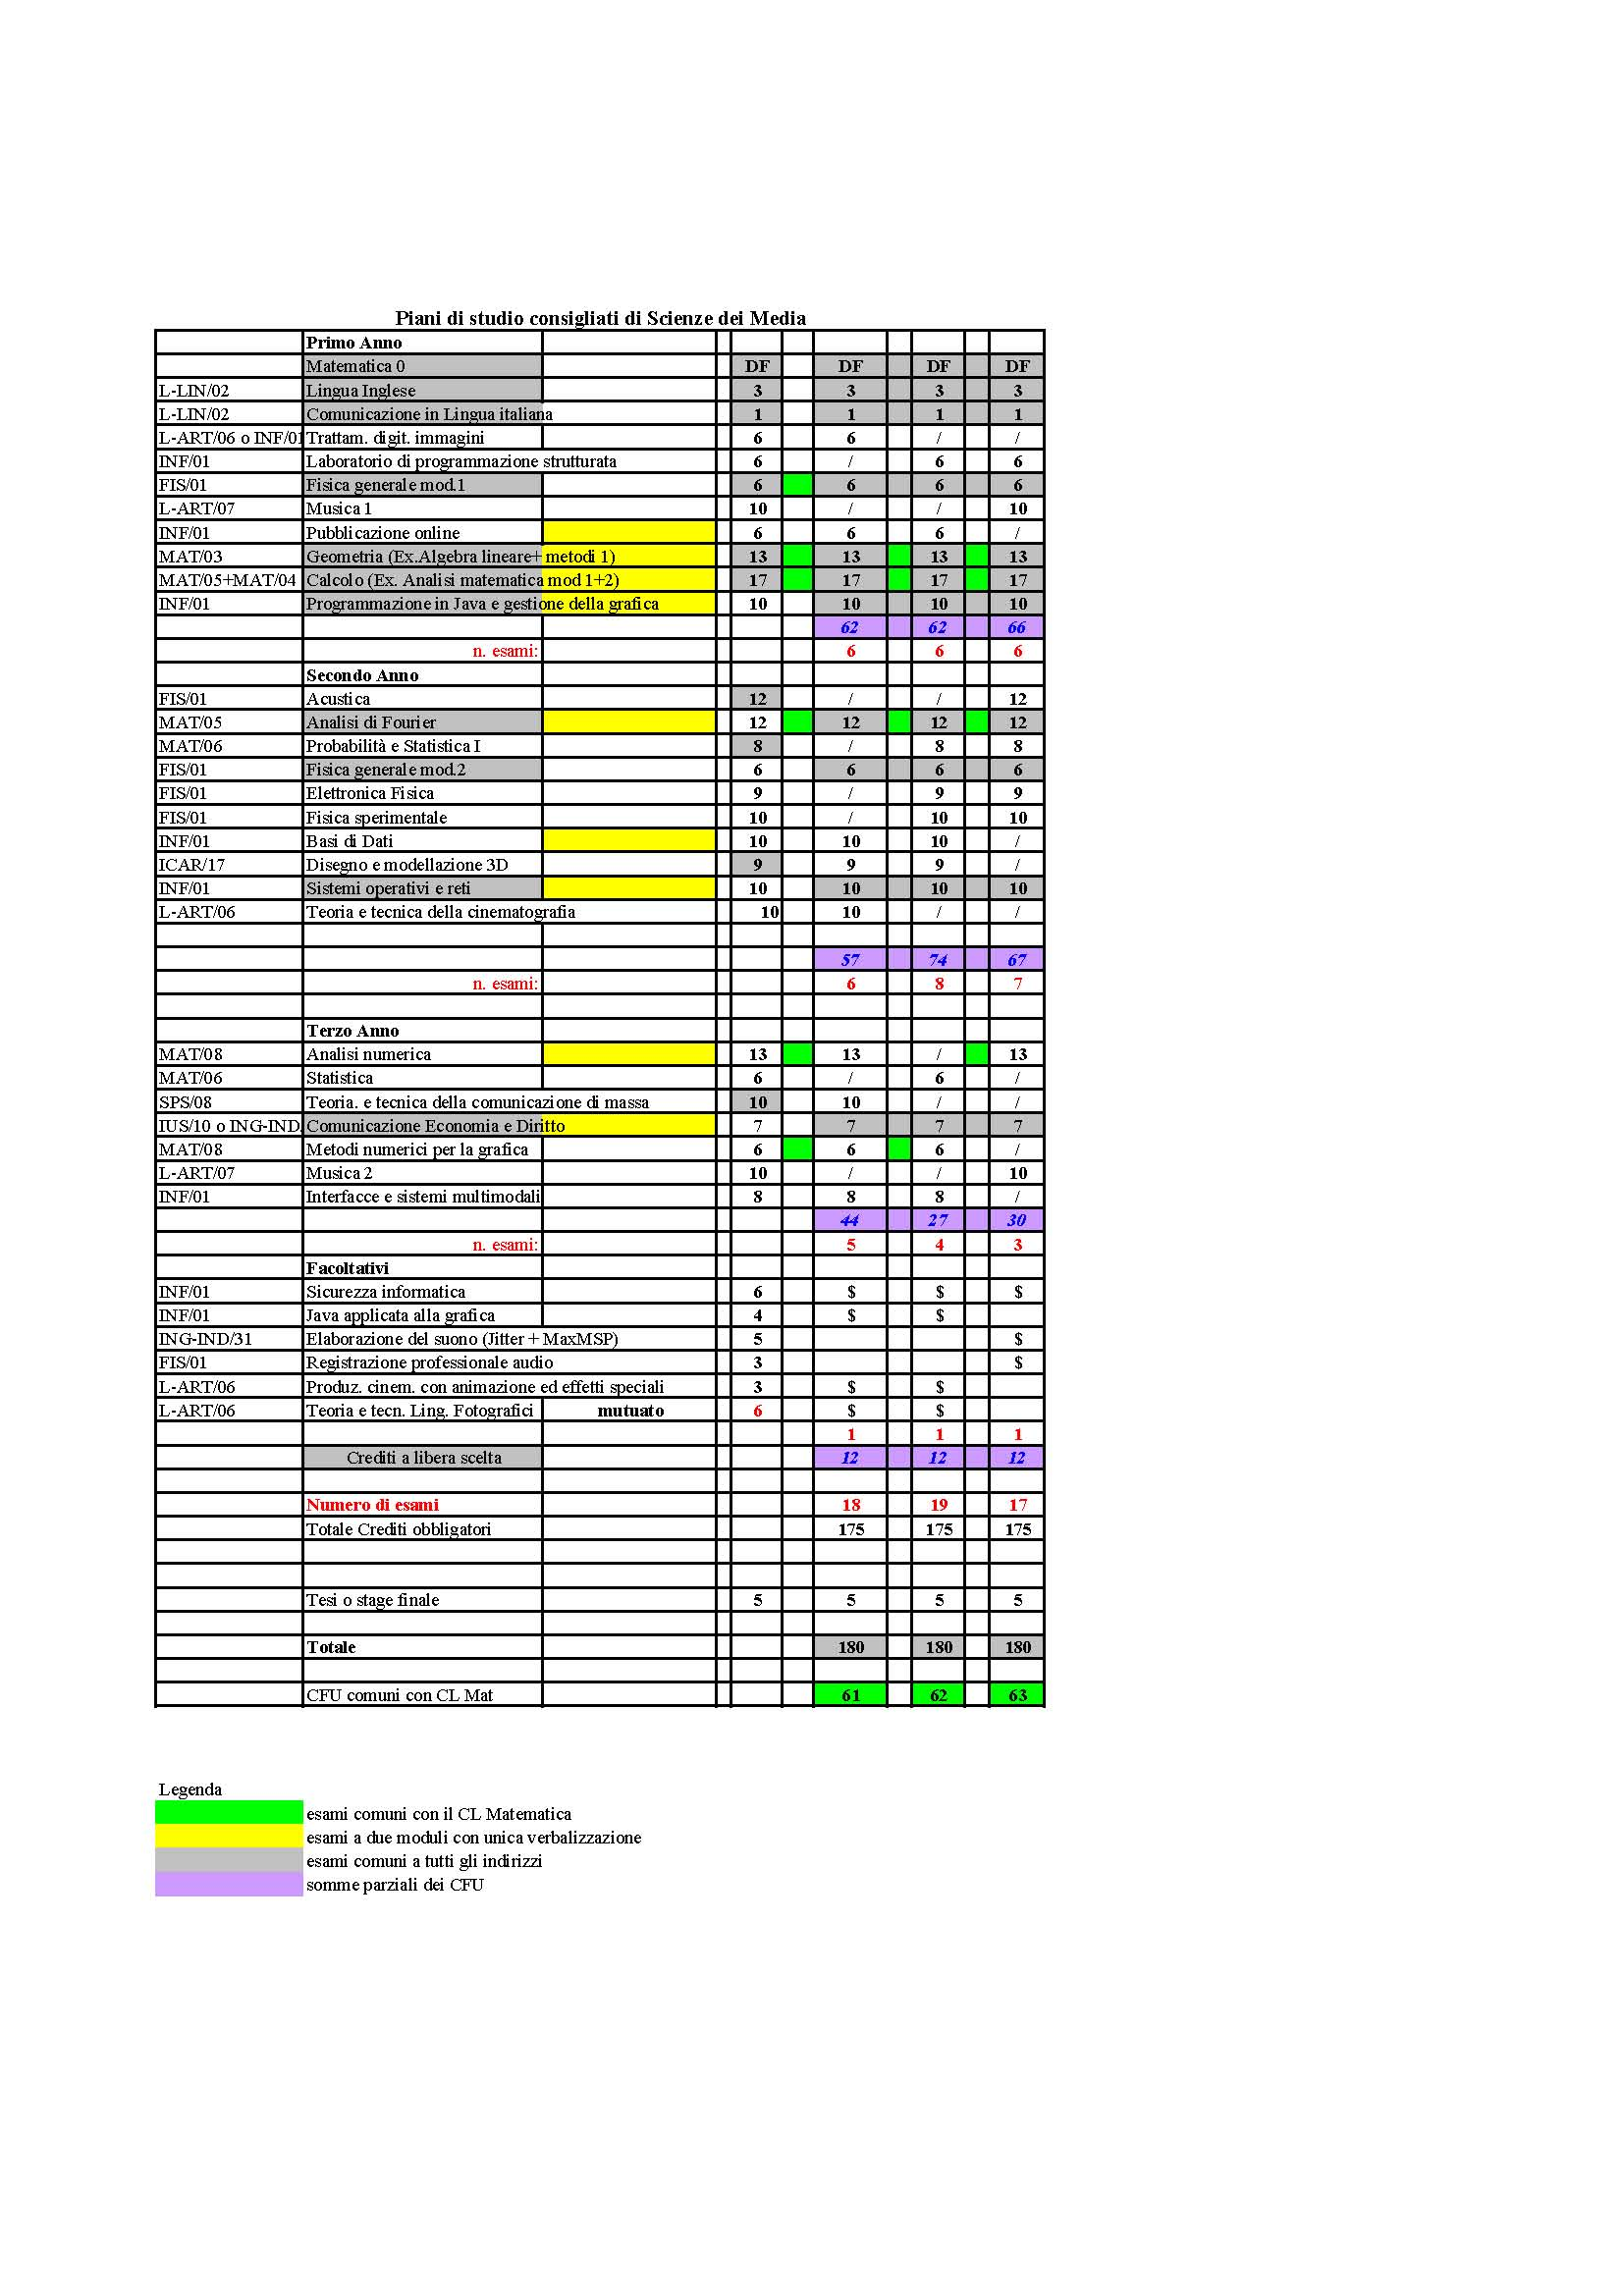 Piani di studio consigliati di Scienze dei Media
Primo Anno
Matematica 0 DF DF DF DF
L-LIN/02 Lingua Inglese 3 3 3 3
L-LIN/02 Comunicazione in Lingua italiana 1 1 1 1
L-ART/06 o INF/01 Trattam. digit. immagini 6 6 / /
INF/01 Laboratorio di programmazione strutturata 6 / 6 6
FIS/01 Fisica generale mod.1 6 6 6 6
L-ART/07 Musica 1 10 / / 10
INF/01 Pubblicazione online 6 6 6 /
MAT/03 Geometria (Ex.Algebra lineare+ metodi 1) 13 13 13 13
MAT/05+MAT/04 Calcolo (Ex. Analisi matematica mod 1+2) 17 17 17 17
INF/01 Programmazione in Java e gestione della grafica 10 10 10 10
62 62 66
n. esami: 6 6 6
Secondo Anno
FIS/01 Acustica 12 / / 12
MAT/05 Analisi di Fourier 12 12 12 12
MAT/06 Probabilità e Statistica I 8 / 8 8
FIS/01 Fisica generale mod.2 6 6 6 6
FIS/01 Elettronica Fisica 9 / 9 9
FIS/01 Fisica sperimentale 10 / 10 10
INF/01 Basi di Dati 10 10 10 /
ICAR/17 Disegno e modellazione 3D 9 9 9 /
INF/01 Sistemi operativi e reti 10 10 10 10
L-ART/06 Teoria e tecnica della cinematografia 10 10 / /
57 74 67
n. esami: 6 8 7
Terzo Anno
MAT/08 Analisi numerica 13 13 / 13
MAT/06 Statistica 6 / 6 /
SPS/08 Teoria. e tecnica della comunicazione di massa 10 10 / /
IUS/10 o ING-IND Comunicazione Economia e Diritto 7 7 7 7
MAT/08 Metodi numerici per la grafica 6 6 6 /
L-ART/07 Musica 2 10 / / 10
INF/01 Interfacce e sistemi multimodali 8 8 8 /
44 27 30
n. esami: 5 4 3
Facoltativi
INF/01 Sicurezza informatica 6 $ $ $
INF/01 Java applicata alla grafica 4 $ $
ING-IND/31 Elaborazione del suono (Jitter + MaxMSP) 5 $
FIS/01 Registrazione professionale audio 3 $
L-ART/06 Produz. cinem. con animazione ed effetti speciali 3 $ $
L-ART/06 Teoria e tecn. Ling. Fotografici mutuato 6 $ $
1 1 1
Crediti a libera scelta 12 12 12
Numero di esami 18 19 17
Totale Crediti obbligatori 175 175 175
Tesi o stage finale 5 5 5 5
Totale 180 180 180
CFU comuni con CL Mat 61 62 63
Legenda
esami comuni con il CL Matematica
esami a due moduli con unica verbalizzazione
esami comuni a tutti gli indirizzi
somme parziali dei CFU